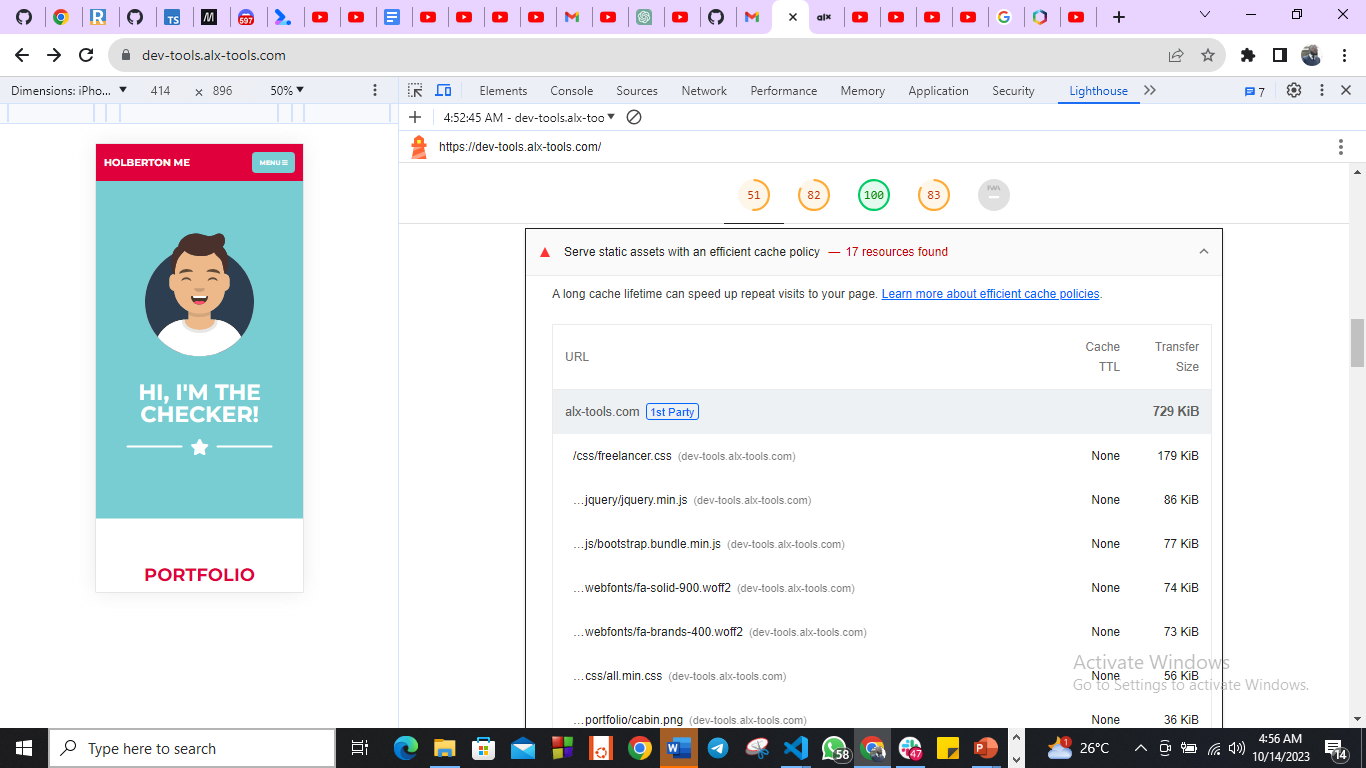 597
alx
dev-tools.alx-tools.com
Dimensions: iPho... 414 × 896 50%
Elements Console Sources Network Performance Memory Application Security Lighthouse 7
4:52:45 AM - dev-tools.alx-too
https://dev-tools.alx-tools.com/
51 82 100 83 PWA
HOLBERTON ME
MENU
HI, I'M THE
CHECKER!
PORTFOLIO
Serve static assets with an efficient cache policy — 17 resources found
A long cache lifetime can speed up repeat visits to your page. Learn more about efficient cache policies.
URL
Cache
TTL
Transfer
Size
alx-tools.com 1st Party 729 KiB
/css/freelancer.css (dev-tools.alx-tools.com) None 179 KiB
…jquery/jquery.min.js (dev-tools.alx-tools.com) None 86 KiB
…js/bootstrap.bundle.min.js (dev-tools.alx-tools.com) None 77 KiB
…webfonts/fa-solid-900.woff2 (dev-tools.alx-tools.com) None 74 KiB
…webfonts/fa-brands-400.woff2 (dev-tools.alx-tools.com) None 73 KiB
…css/all.min.css (dev-tools.alx-tools.com) None 56 KiB
…portfolio/cabin.png (dev-tools.alx-tools.com) None 36 KiB
Activate Windows
Go to Settings to activate Windows.
Type here to search
58
47
1
26°C
4:56 AM
10/14/2023
14